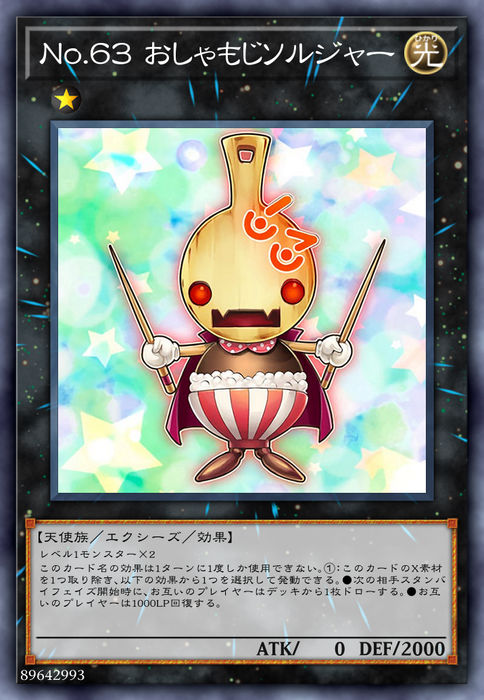 No.63 おしゃもじソルジャー
ひかり
光
63
【天使族／エクシーズ／効果】
レベル1モンスター×2
このカード名の効果は1ターンに1度しか使用できない。①：このカードのX素材
を1つ取り除き、以下の効果から1つを選択して発動できる。●次の相手スタンバ
イフェイズ開始時に、お互いのプレイヤーはデッキから1枚ドローする。●お互
いのプレイヤーは1000LP回復する。
ATK/ 0 DEF/2000
89642993